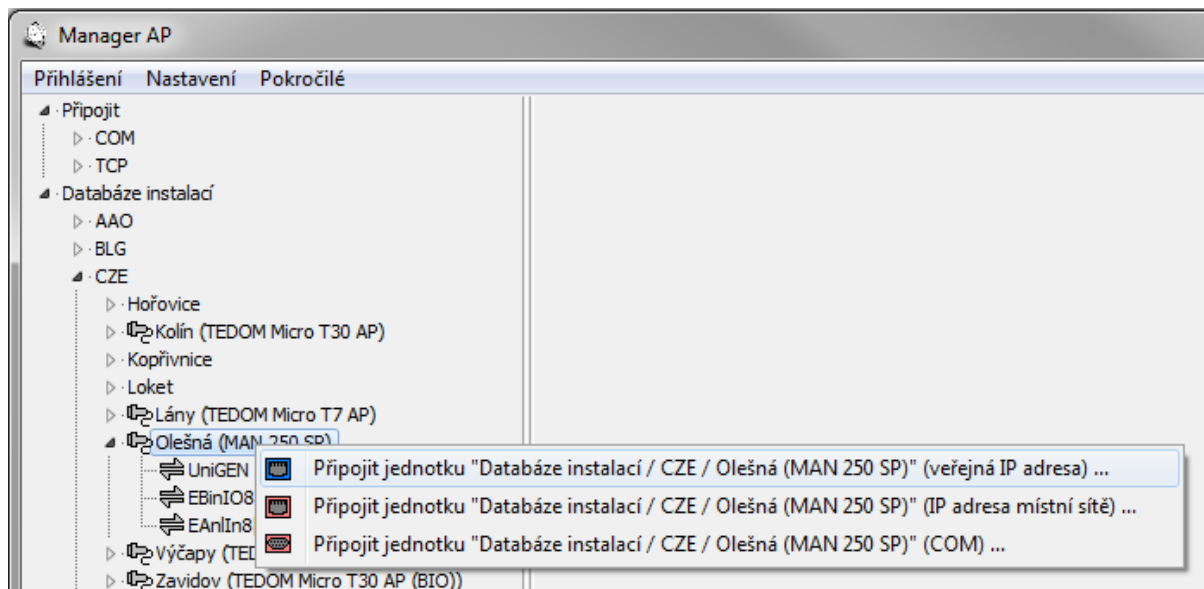 Manager AP
Přihlášení Nastavení Pokročilé
Připojit
COM
TCP
Databáze instalací
AAO
BLG
CZE
Hořovice
Kolín (TEDOM Micro T30 AP)
Kopřivnice
Loket
Lány (TEDOM Micro T7 AP)
Olešná (MAN 250 SP)
UniGEN
Připojit jednotku "Databáze instalací / CZE / Olešná (MAN 250 SP)" (veřejná IP adresa) ...
EBinIO8
Připojit jednotku "Databáze instalací / CZE / Olešná (MAN 250 SP)" (IP adresa místní sítě) ...
EAnlIn8
Připojit jednotku "Databáze instalací / CZE / Olešná (MAN 250 SP)" (COM) ...
Výčapy (TED
Zavidov (TEDOM Micro T30 AP (BIO))